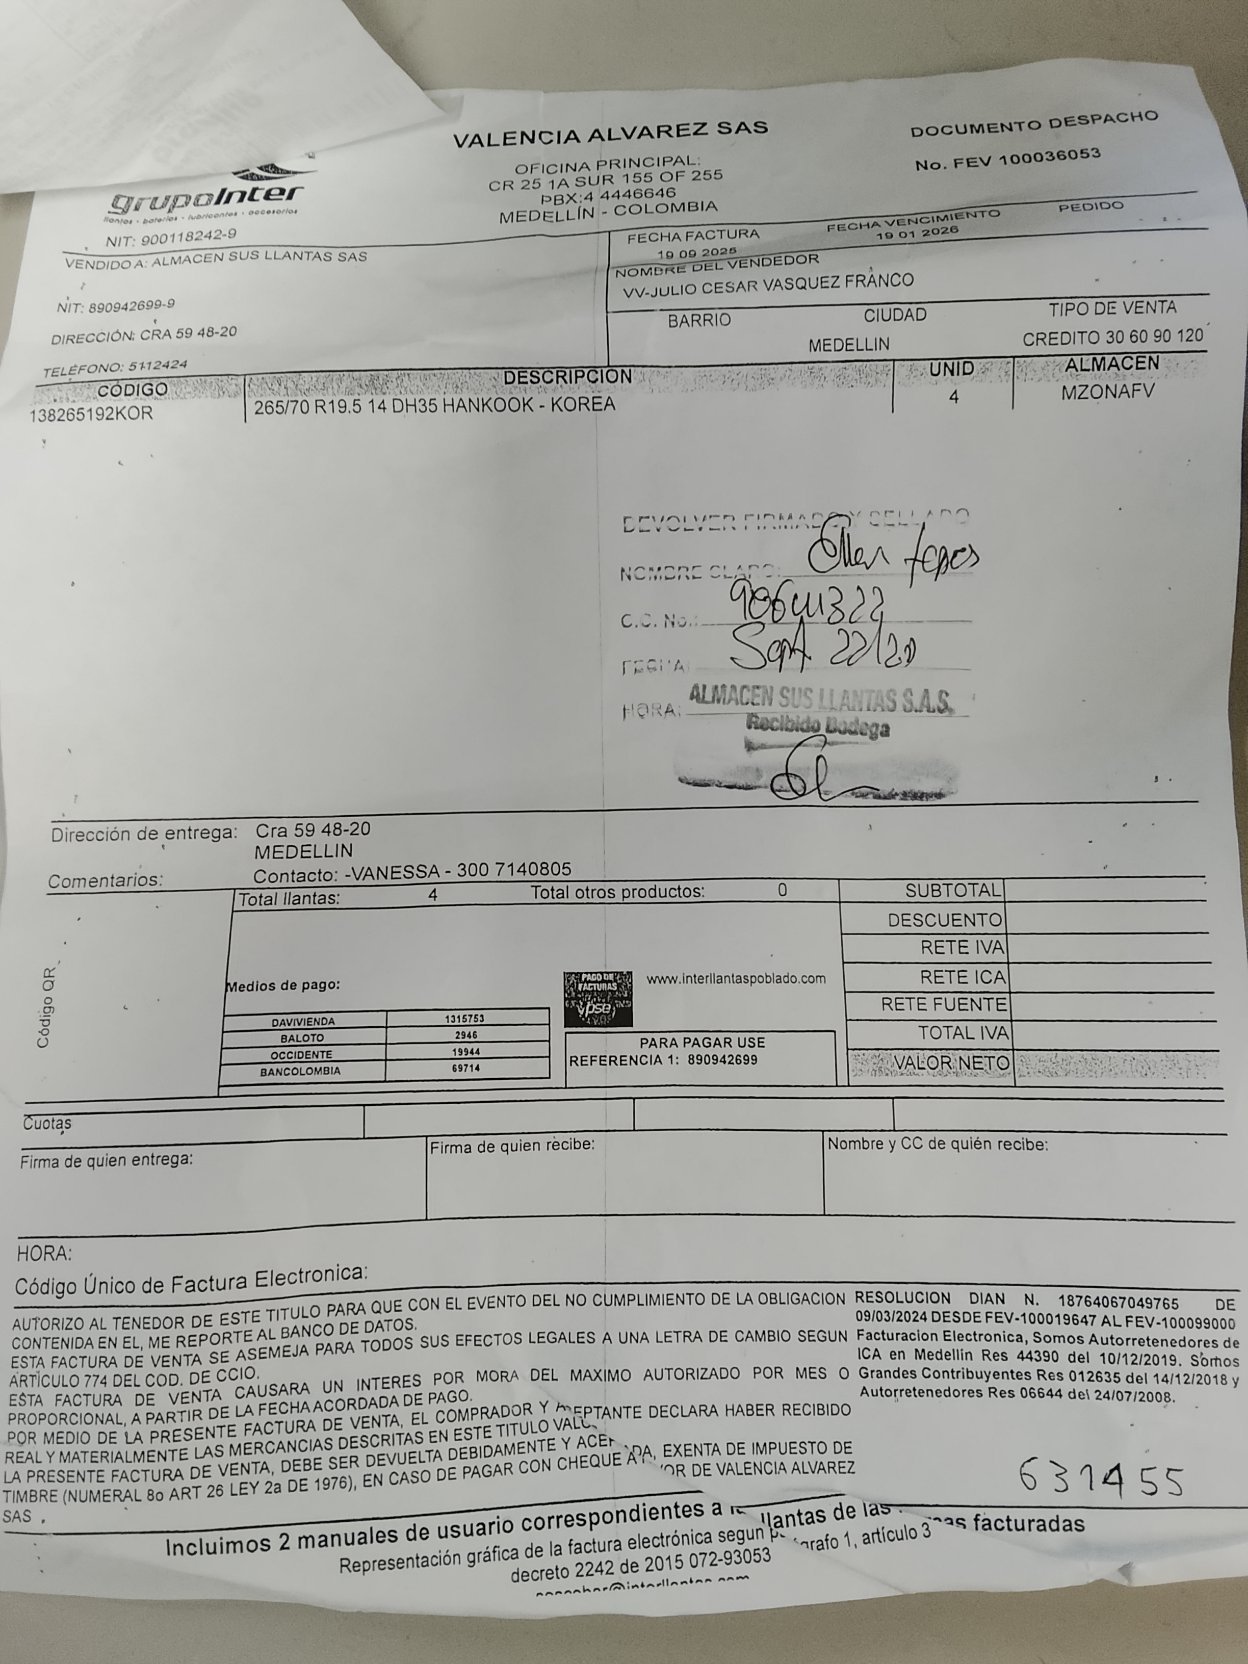 VALENCIA ALVAREZ SAS
OFICINA PRINCIPAL:
CR 25 1A SUR 155 OF 255
PBX:4 4446646
MEDELLÍN - COLOMBIA
DOCUMENTO DESPACHO
No. FEV 100036053
grupoInter
llantas - baterías - lubricantes - accesorios
NIT: 900118242-9
VENDIDO A: ALMACEN SUS LLANTAS SAS
NIT: 890942699-9
DIRECCIÓN: CRA 59 48-20
TELÉFONO: 5112424
FECHA FACTURA FECHA VENCIMIENTO PEDIDO
19 09 2025 19 01 2026
NOMBRE DEL VENDEDOR
VV-JULIO CESAR VASQUEZ FRANCO
BARRIO CIUDAD TIPO DE VENTA
MEDELLIN CREDITO 30 60 90 120
CÓDIGO DESCRIPCION UNID ALMACEN
138265192KOR 265/70 R19.5 14 DH35 HANKOOK - KOREA 4 MZONAFV
DEVOLVER FIRMADO Y SELLADO
NOMBRE CLARO:
C.C. No.:
FECHA: Sept 22/20
HORA: ALMACEN SUS LLANTAS S.A.S.
Recibido Bodega
Dirección de entrega: Cra 59 48-20
MEDELLIN
Comentarios: Contacto: -VANESSA - 300 7140805
Total llantas: 4 Total otros productos: 0
SUBTOTAL
DESCUENTO
RETE IVA
RETE ICA
RETE FUENTE
TOTAL IVA
VALOR NETO
Código QR
Medios de pago:
DAVIVIENDA 1315753
BALOTO 2946
OCCIDENTE 19944
BANCOLOMBIA 69714
PAGO DE
FACTURAS
www.interllantaspoblado.com
PARA PAGAR USE
REFERENCIA 1: 890942699
Cuotas
Firma de quien entrega:
Firma de quien recibe:
Nombre y CC de quién recibe:
HORA:
Código Único de Factura Electronica:
AUTORIZO AL TENEDOR DE ESTE TITULO PARA QUE CON EL EVENTO DEL NO CUMPLIMIENTO DE LA OBLIGACION
CONTENIDA EN EL, ME REPORTE AL BANCO DE DATOS.
ESTA FACTURA DE VENTA SE ASEMEJA PARA TODOS SUS EFECTOS LEGALES A UNA LETRA DE CAMBIO SEGUN
ARTÍCULO 774 DEL COD. DE CCIO.
ESTA FACTURA DE VENTA CAUSARA UN INTERES POR MORA DEL MAXIMO AUTORIZADO POR MES O
PROPORCIONAL, A PARTIR DE LA FECHA ACORDADA DE PAGO.
POR MEDIO DE LA PRESENTE FACTURA DE VENTA, EL COMPRADOR Y EPTANTE DECLARA HABER RECIBIDO
REAL Y MATERIALMENTE LAS MERCANCIAS DESCRITAS EN ESTE TITULO
LA PRESENTE FACTURA DE VENTA, DEBE SER DEVUELTA DEBIDAMENTE Y EXENTA DE IMPUESTO DE
TIMBRE (NUMERAL 8o ART 26 LEY 2a DE 1976), EN CASO DE PAGAR CON CHEQUE DE VALENCIA ALVAREZ
SAS .
RESOLUCION DIAN N. 18764067049765 DE
09/03/2024 DESDE FEV-100019647 AL FEV-100099000
Facturacion Electronica, Somos Autorretenedores de
ICA en Medellin Res 44390 del 10/12/2019. Somos
Grandes Contribuyentes Res 012635 del 14/12/2018 y
Autorretenedores Res 06644 del 24/07/2008.
631455
Incluimos 2 manuales de usuario correspondientes a llantas de las facturadas
Representación gráfica de la factura electrónica segun artículo 3
decreto 2242 de 2015 072-93053